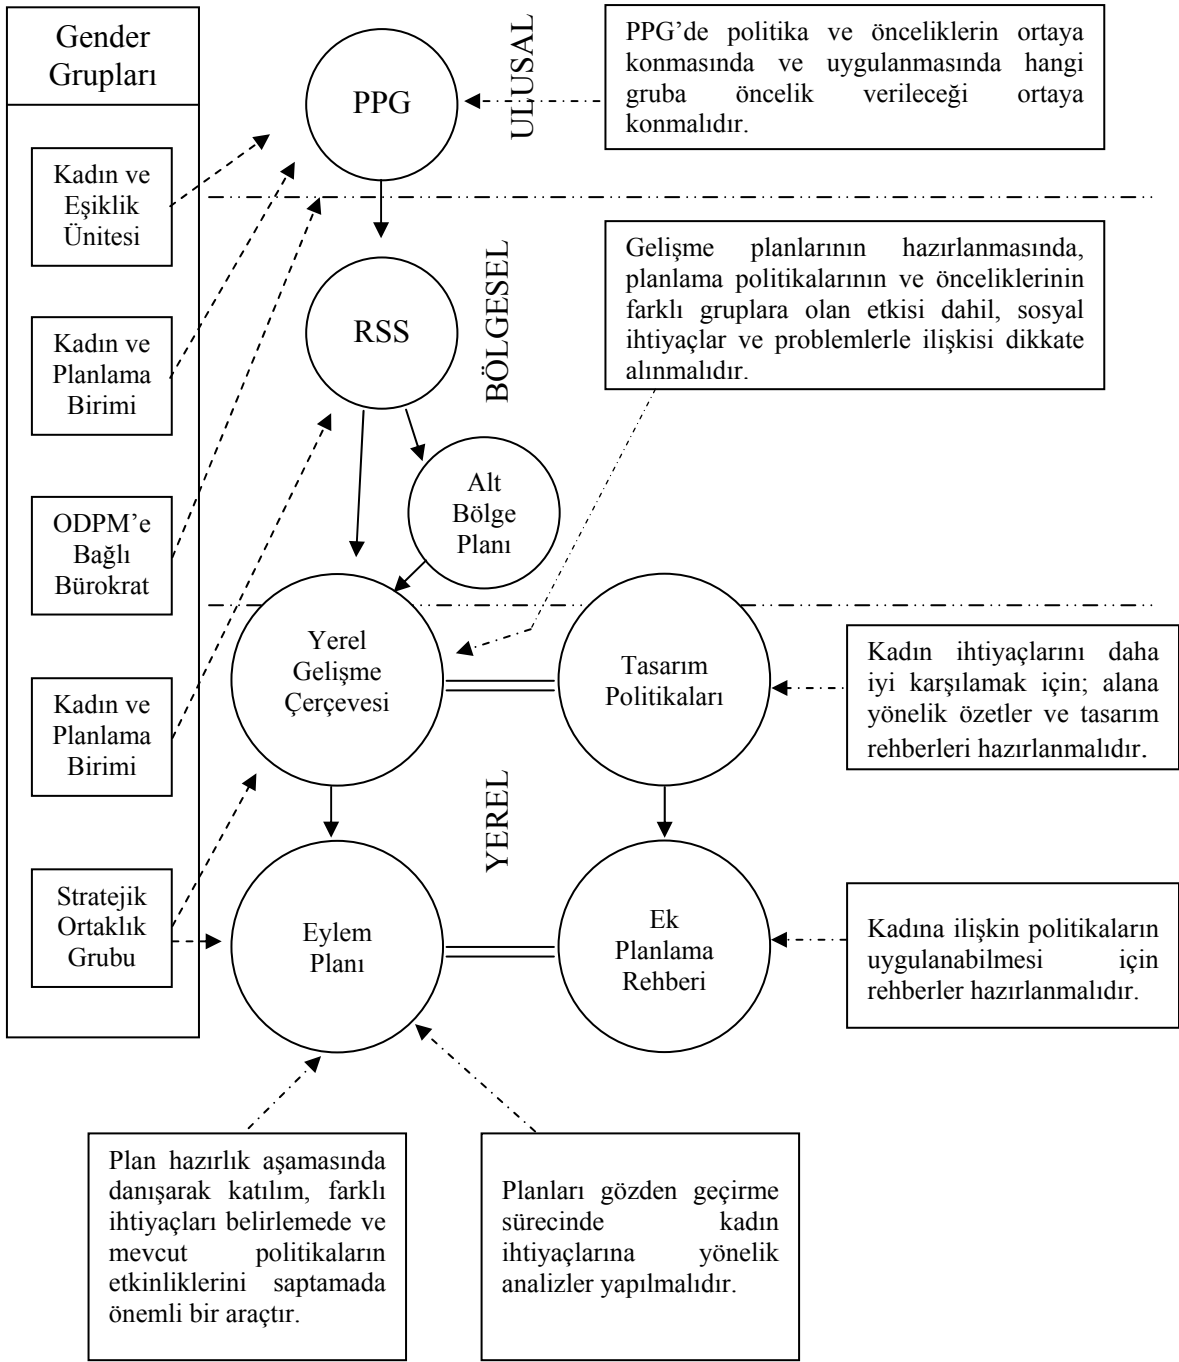 Gender
Grupları
Kadın ve
Eşiklik
Ünitesi
Kadın ve
Planlama
Birimi
ODPM’e
Bağlı
Bürokrat
Kadın ve
Planlama
Birimi
Stratejik
Ortaklık
Grubu
PPG
ULUSAL
PPG’de politika ve önceliklerin ortaya
konmasında ve uygulanmasında hangi
gruba öncelik verileceği ortaya
konmalıdır.
RSS
BÖLGESEL
Gelişme planlarının hazırlanmasında,
planlama politikalarının ve önceliklerinin
farklı gruplara olan etkisi dahil, sosyal
ihtiyaçlar ve problemlerle ilişkisi dikkate
alınmalıdır.
Alt
Bölge
Planı
Yerel
Gelişme
Çerçevesi
Tasarım
Politikaları
Kadın ihtiyaçlarını daha
iyi karşılamak için; alana
yönelik özetler ve tasarım
rehberleri hazırlanmalıdır.
YEREL
Eylem
Planı
Ek
Planlama
Rehberi
Kadına ilişkin politikaların
uygulanabilmesi için
rehberler hazırlanmalıdır.
Plan hazırlık aşamasında
danışarak katılım, farklı
ihtiyaçları belirlemede ve
mevcut politikaların
etkinliklerini saptamada
önemli bir araçtır.
Planları gözden geçirme
sürecinde kadın
ihtiyaçlarına yönelik
analizler yapılmalıdır.